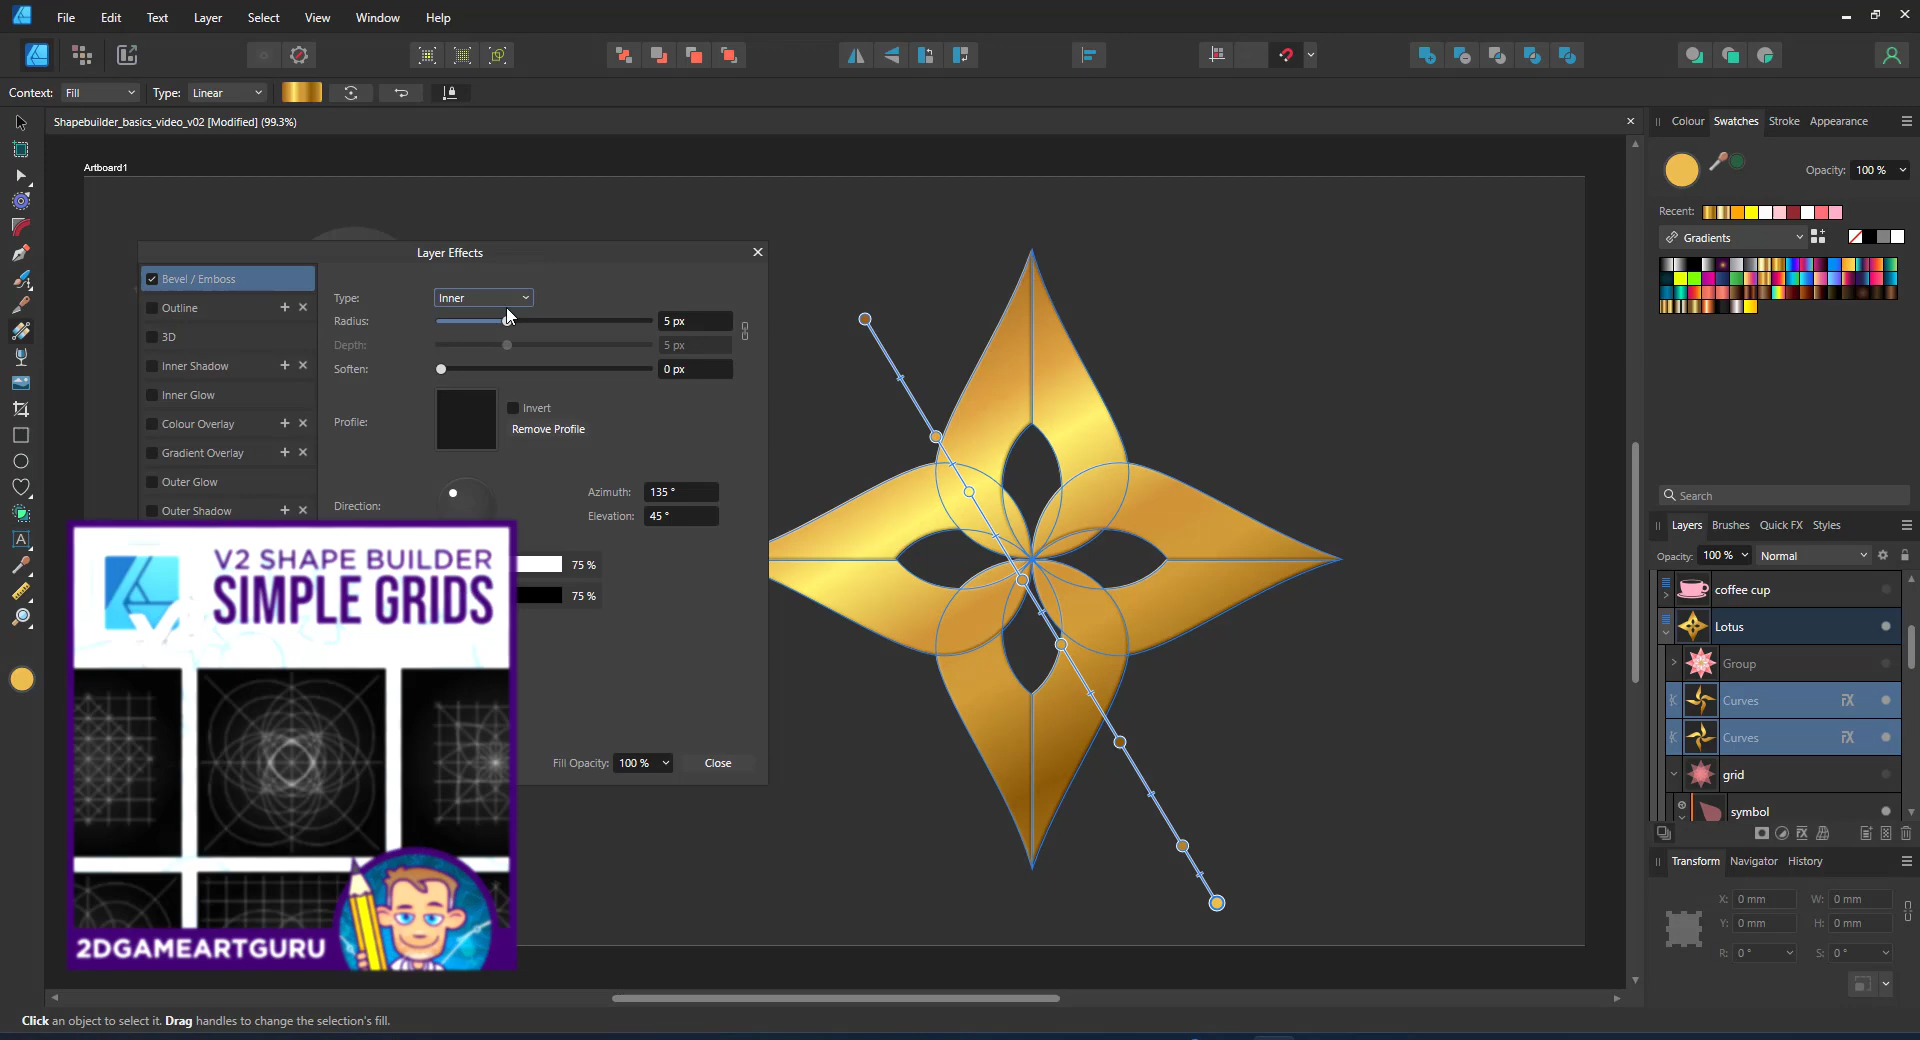 File Edit Text Layer Select View Window Help
Context: Fill Type: Linear
Shapebuilder_basics_video_v02 [Modified] (99.3%)
Colour Swatches Stroke Appearance
Artboard1
Opacity: 100 %
Recent:
Gradients
Layer Effects
Bevel / Emboss
Outline
3D
Inner Shadow
Inner Glow
Colour Overlay
Gradient Overlay
Outer Glow
Outer Shadow
Type: Inner
Radius: 5 px
Depth: 5 px
Soften: 0 px
Profile:
Invert
Remove Profile
Direction:
Azimuth: 135 °
Elevation: 45 °
75 %
75 %
Fill Opacity: 100 %
Close
V2 SHAPE BUILDER
SIMPLE GRIDS
V2
2DGAMEARTGURU
Search
Layers Brushes Quick FX Styles
Opacity: 100 % Normal
coffee cup
Lotus
Group
Curves
Curves
grid
symbol
Transform Navigator History
X: 0 mm W: 0 mm
Y: 0 mm H: 0 mm
R: 0 ° S: 0 °
Click an object to select it. Drag handles to change the selection's fill.